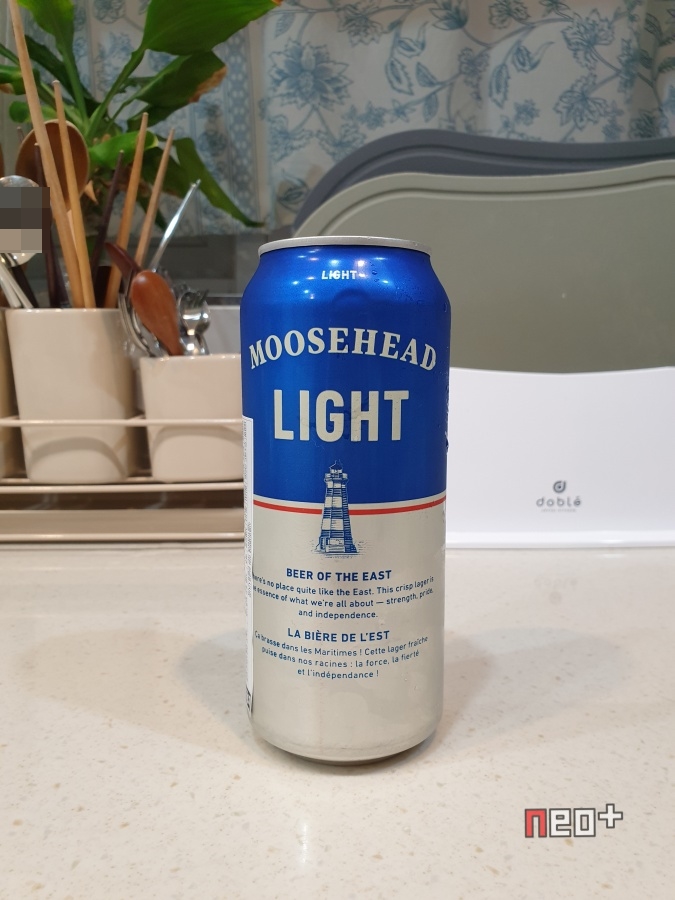 LIGHT
MOOSEHEAD
LIGHT
BEER OF THE EAST
here's no place quite like the East. This crisp lager is
essence of what we're all about — strength, pride,
and independence.
LA BIÈRE DE L'EST
Ça brasse dans les Maritimes ! Cette lager fraîche
puise dans nos racines : la force, la fierté
et l'indépendance !
doblé
neo+